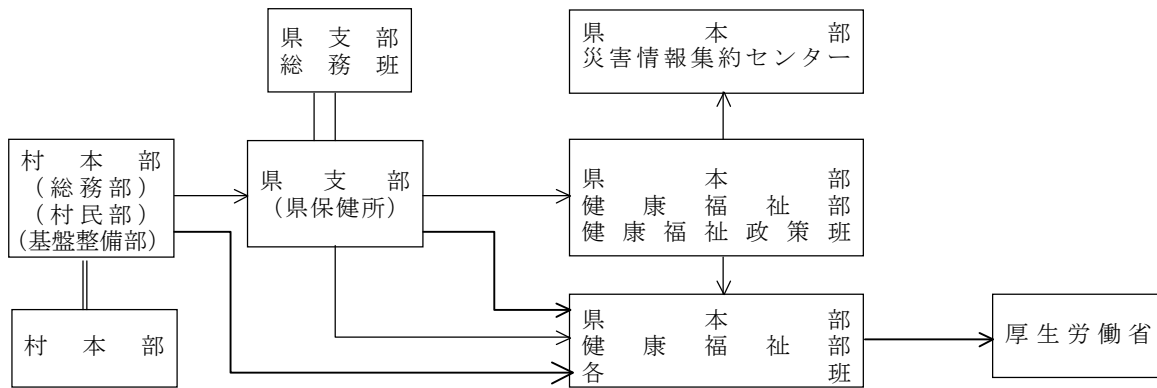 県支部
総務班
県本部
災害情報集約センター
村本部
（総務部）
（村民部）
（基盤整備部）
県支部
（県保健所）
県本部
健康福祉部
健康福祉政策班
村本部
県本部
健康福祉部
各班
厚生労働省